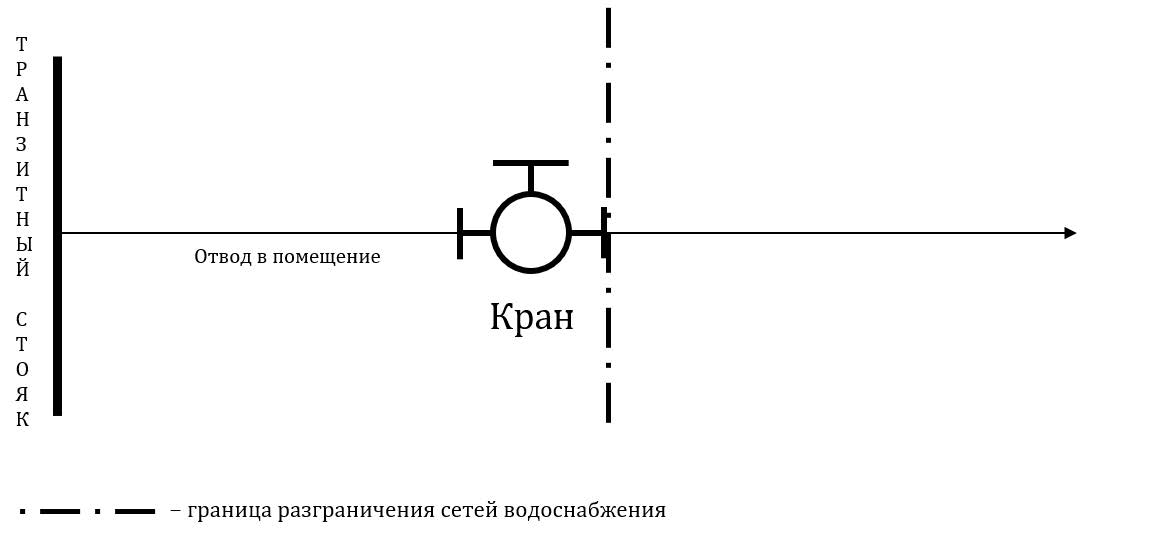 ТРАНЗИТНЫЙ СТОЯК
Отвод в помещение
Кран
– граница разграничения сетей водоснабжения